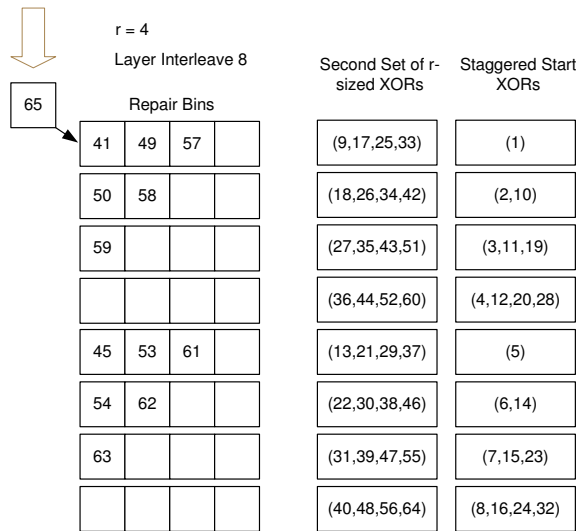 r = 4
Layer Interleave 8
Second Set of r-
sized XORs
Staggered Start
XORs
65
Repair Bins
41 49 57
(9,17,25,33)
(1)
50 58
(18,26,34,42)
(2,10)
59
(27,35,43,51)
(3,11,19)
(36,44,52,60)
(4,12,20,28)
45 53 61
(13,21,29,37)
(5)
54 62
(22,30,38,46)
(6,14)
63
(31,39,47,55)
(7,15,23)
(40,48,56,64)
(8,16,24,32)